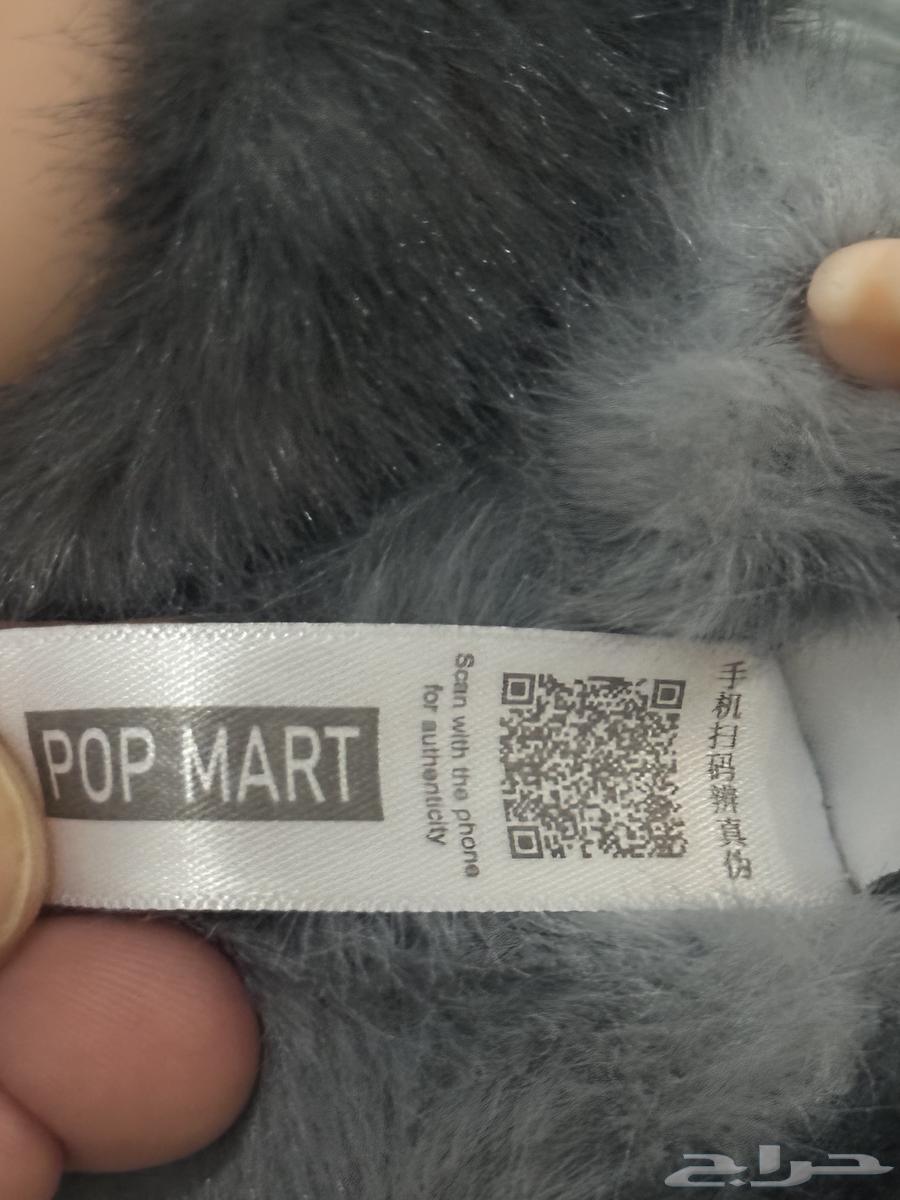 POP MART
Scan with the phone
for authenticity
手机扫码辨真伪
حراج